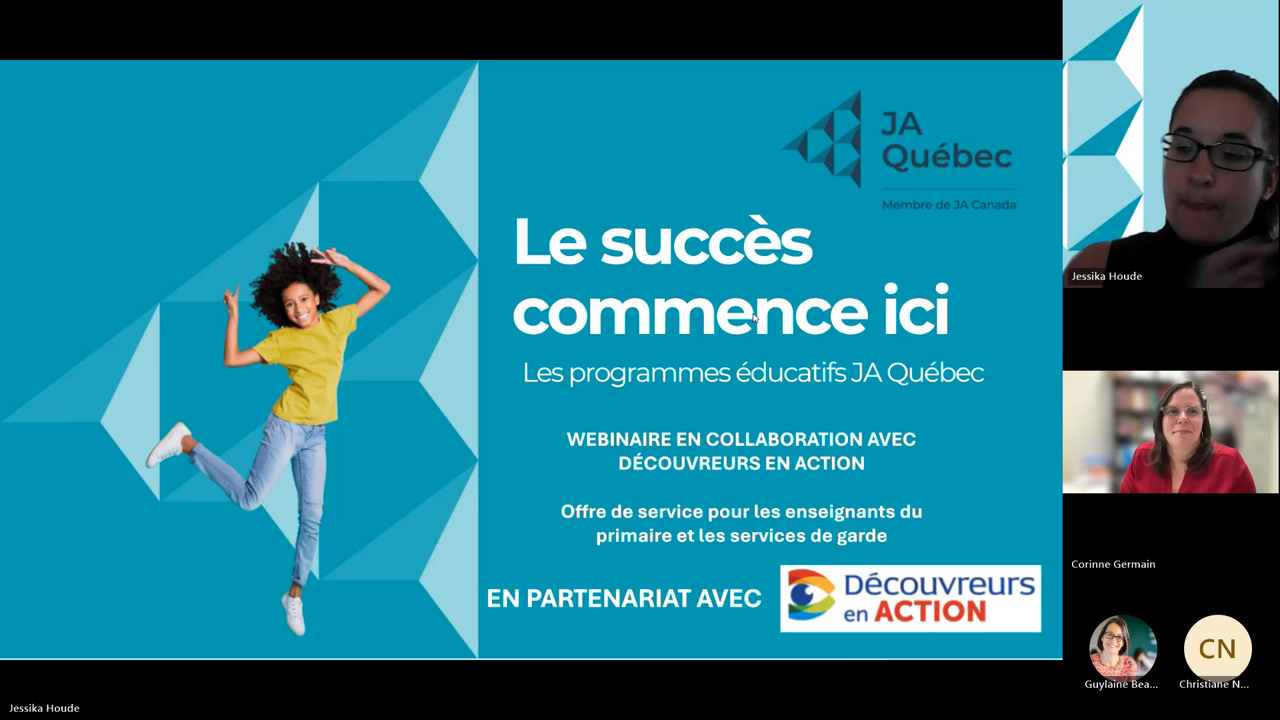 JA
Québec
Membre de JA Canada
Le succès
commence ici
Les programmes éducatifs JA Québec
WEBINAIRE EN COLLABORATION AVEC
DÉCOUVREURS EN ACTION
Offre de service pour les enseignants du
primaire et les services de garde
EN PARTENARIAT AVEC
Découvreurs
en ACTION
Jessika Houde
Corinne Germain
CN
Guylaine Bea...
Christiane N...
Jessika Houde